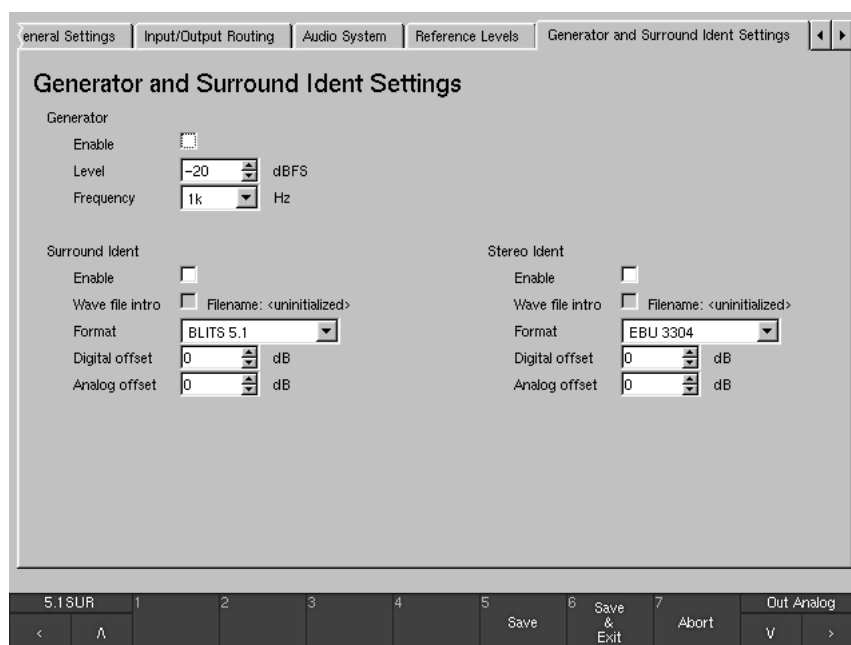 eneral Settings Input/Output Routing Audio System Reference Levels Generator and Surround Ident Settings
Generator and Surround Ident Settings
Generator
Enable
Level -20 dBFS
Frequency 1k Hz
Surround Ident Stereo Ident
Enable Enable
Wave file intro Filename: <uninitialized> Wave file intro Filename: <uninitialized>
Format BLITS 5.1 Format EBU 3304
Digital offset 0 dB Digital offset 0 dB
Analog offset 0 dB Analog offset 0 dB
5.1SUR 1 2 3 4 5 6 7 Out Analog
< Λ Save Save & Exit Abort V >